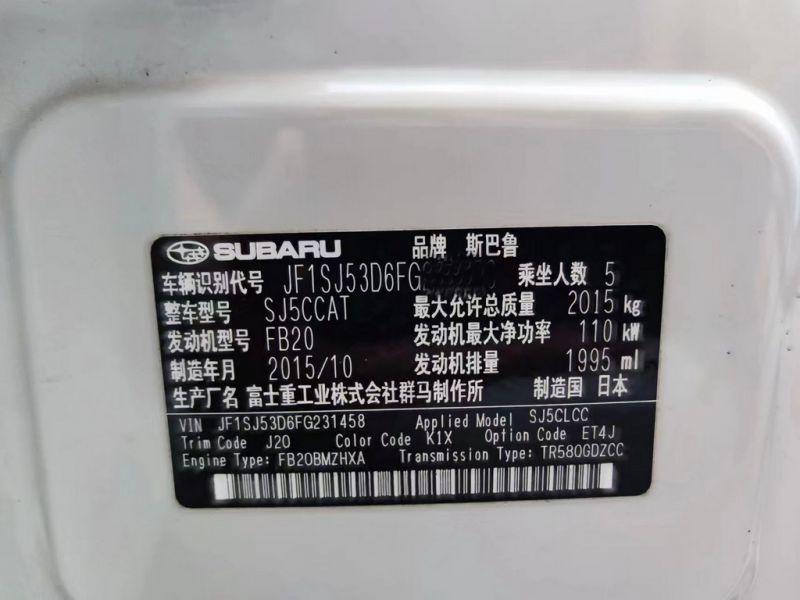 SUBARU 品牌 斯巴鲁
车辆识别代号 JF1SJ53D6FG 乘坐人数 5
整车型号 SJ5CCAT 最大允许总质量 2015 kg
发动机型号 FB20 发动机最大净功率 110 kW
制造年月 2015/10 发动机排量 1995 ml
生产厂名 富士重工业株式会社群马制作所 制造国 日本
VIN JF1SJ53D6FG231458 Applied Model SJ5CLCC
Trim Code J20 Color Code K1X Option Code ET4J
Engine Type: FB20BMZHXA Transmission Type: TR580GDZCC